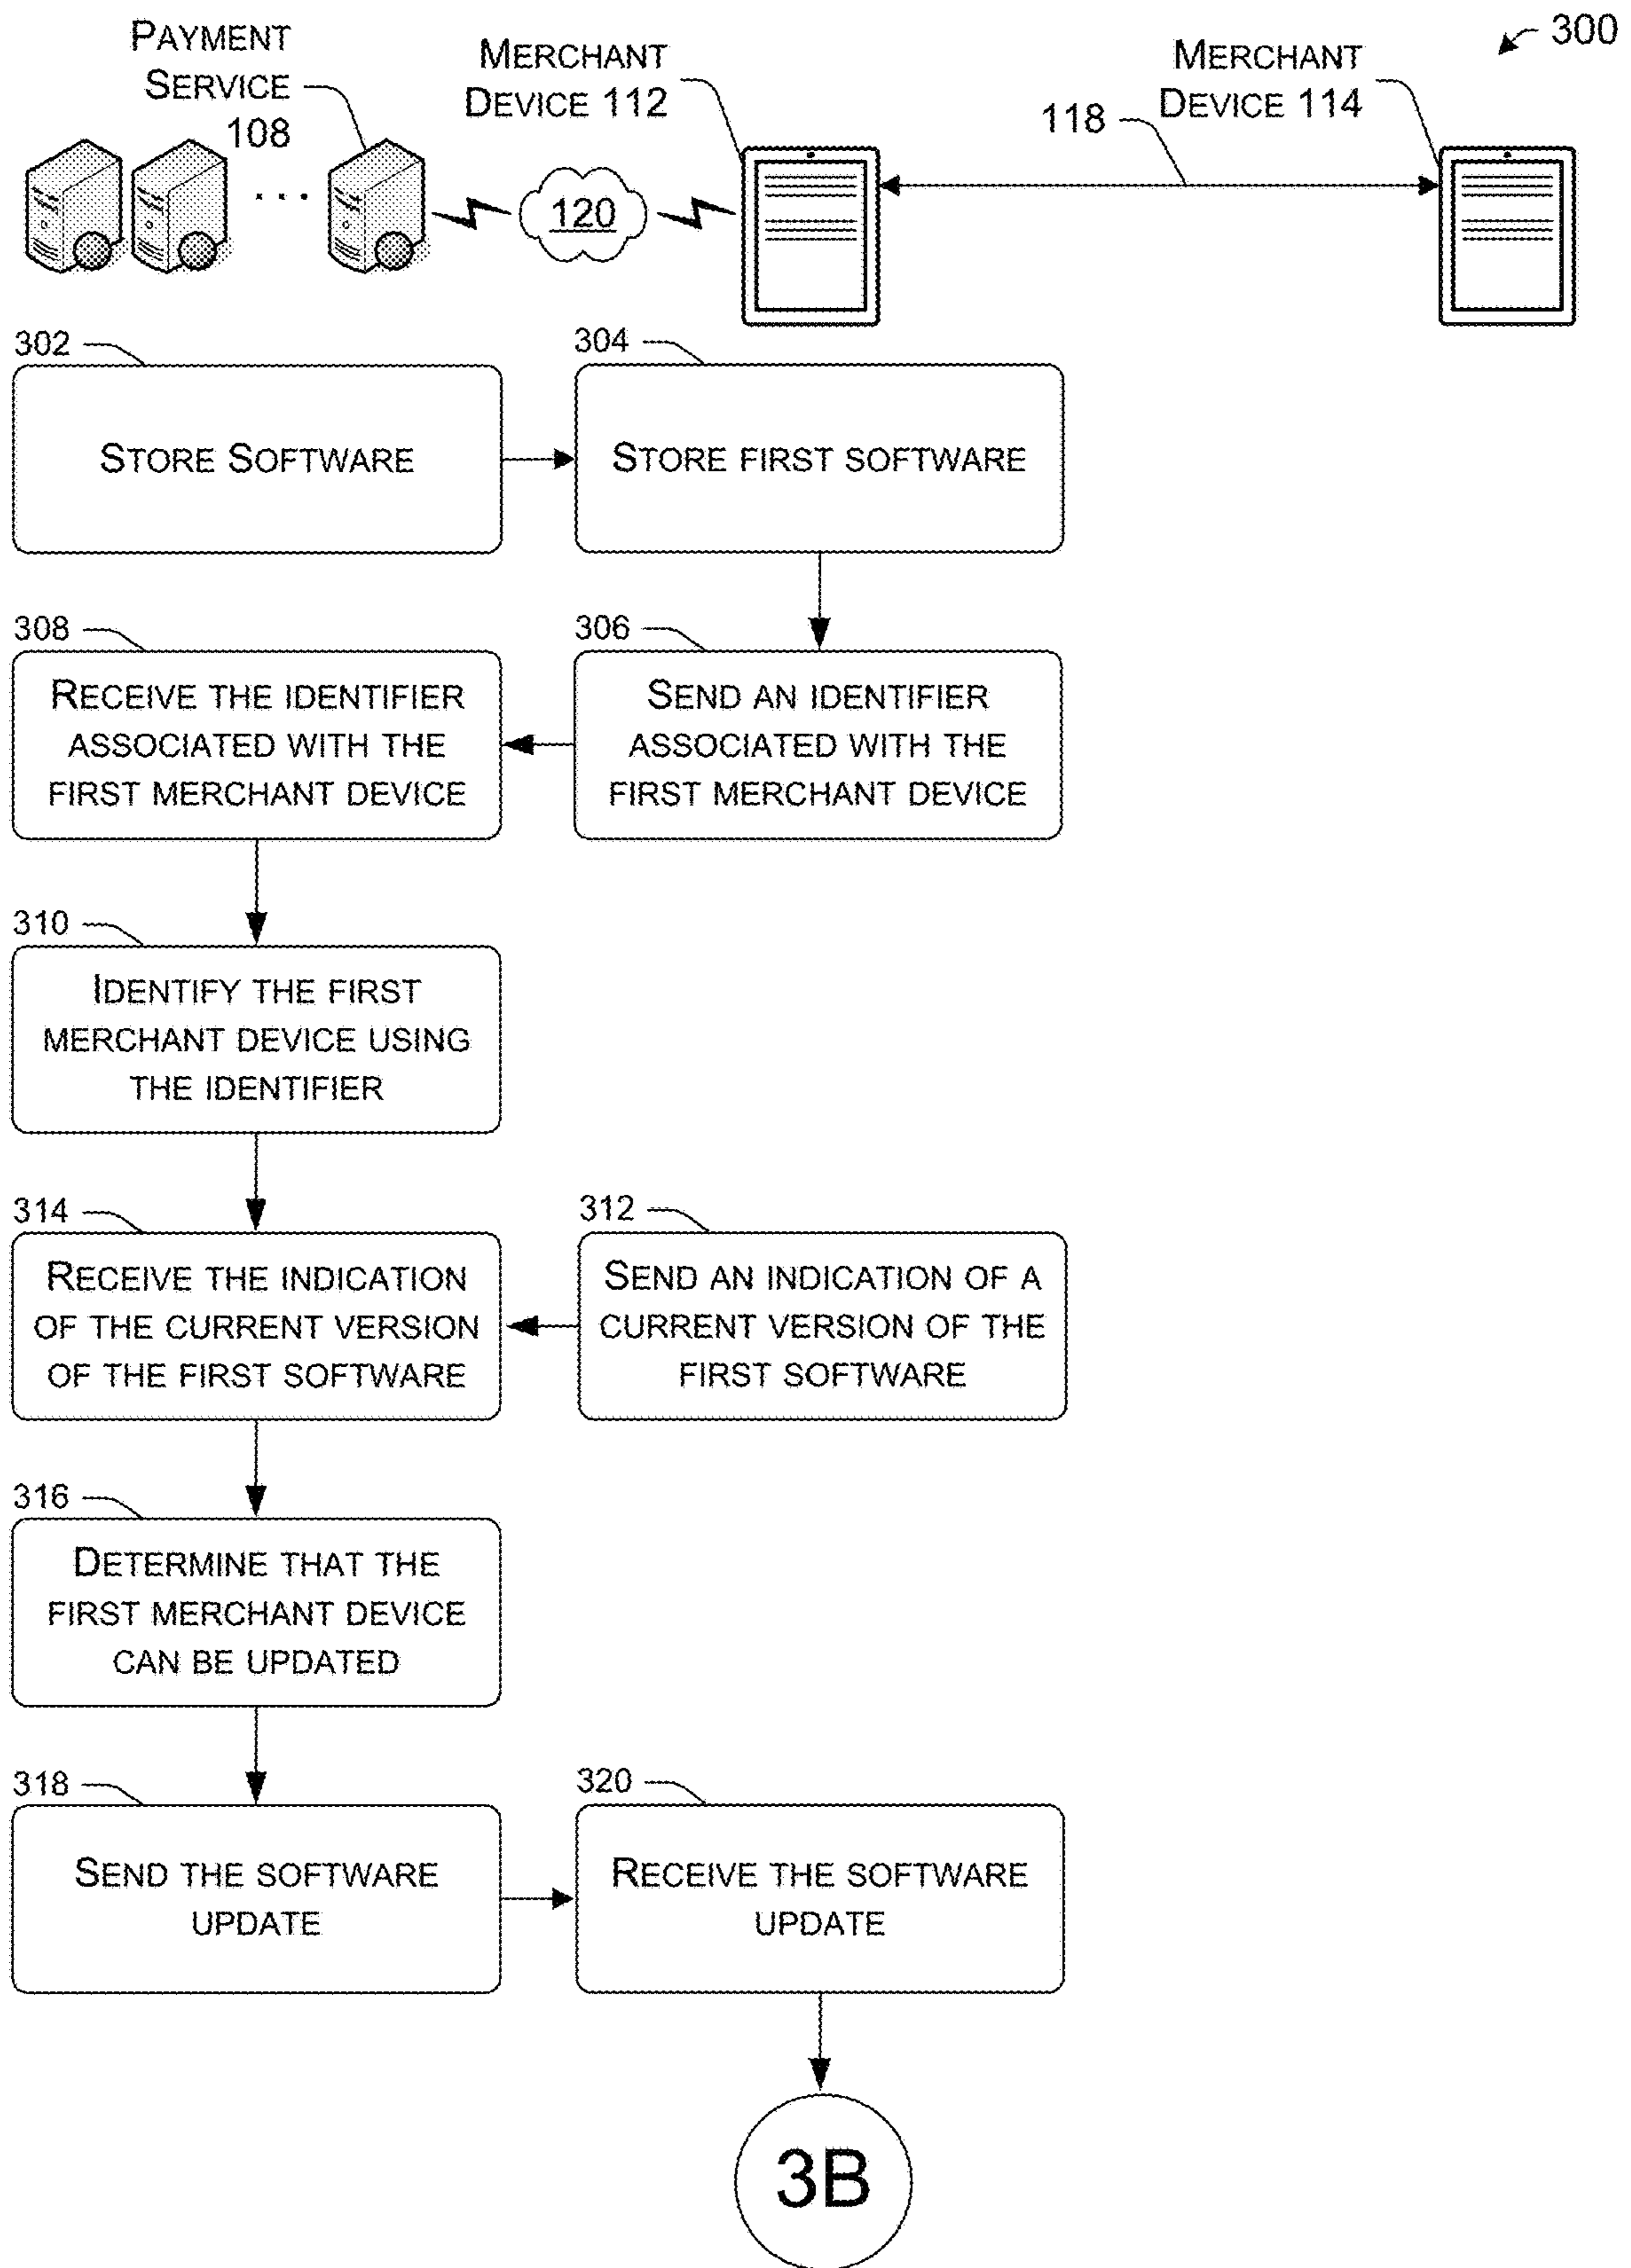 300
PAYMENT
SERVICE
108
MERCHANT
DEVICE 112
MERCHANT
DEVICE 114
118
120
302
STORE SOFTWARE
304
STORE FIRST SOFTWARE
308
RECEIVE THE IDENTIFIER
ASSOCIATED WITH THE
FIRST MERCHANT DEVICE
306
SEND AN IDENTIFIER
ASSOCIATED WITH THE
FIRST MERCHANT DEVICE
310
IDENTIFY THE FIRST
MERCHANT DEVICE USING
THE IDENTIFIER
314
RECEIVE THE INDICATION
OF THE CURRENT VERSION
OF THE FIRST SOFTWARE
312
SEND AN INDICATION OF A
CURRENT VERSION OF THE
FIRST SOFTWARE
316
DETERMINE THAT THE
FIRST MERCHANT DEVICE
CAN BE UPDATED
318
SEND THE SOFTWARE
UPDATE
320
RECEIVE THE SOFTWARE
UPDATE
3B